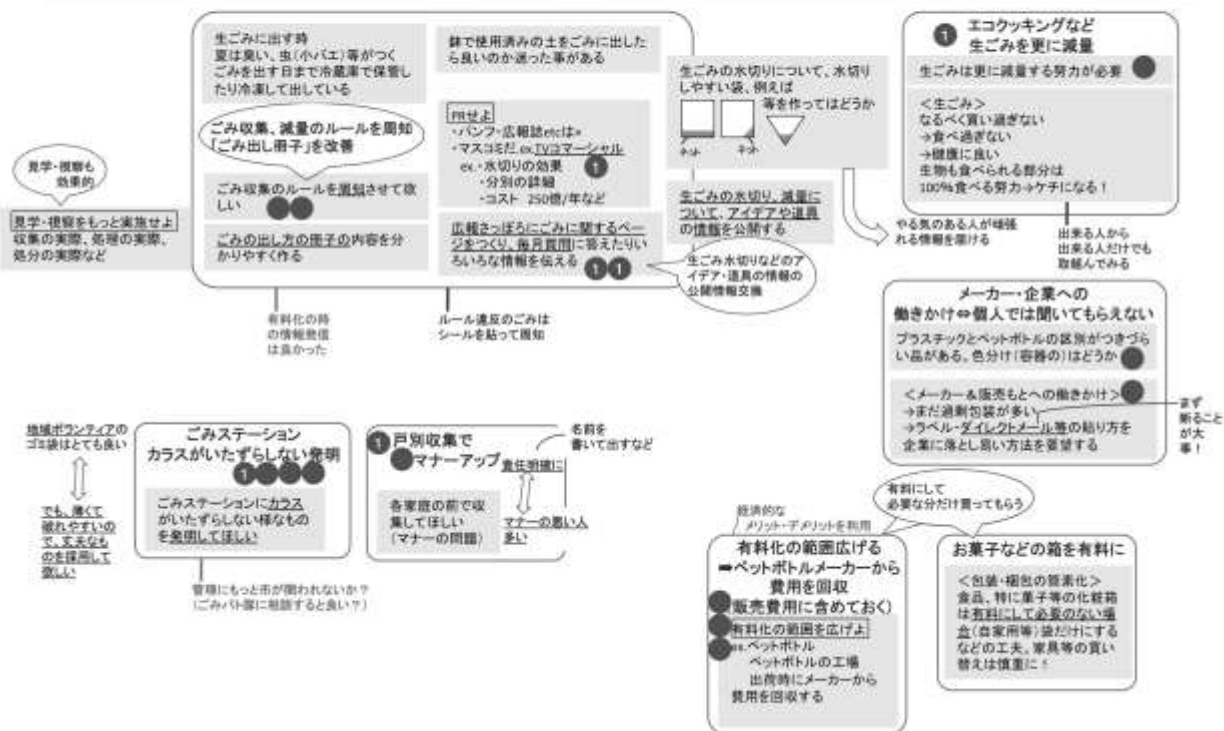 生ごみに出す時
夏は臭い、虫(小バエ)等がつく
ごみを出す日まで冷蔵庫で保管し
たり冷凍して出している
鉢で使用済みの土をごみに出した
ら良いのか迷った事がある
ごみ収集、減量のルールを周知
「ごみ出し冊子」を改善
ごみ収集のルールを周知させて欲
しい
ごみの出し方の冊子の内容を分
かりやすく作る
PRせよ
・パンフ・広報誌etcは×
・マスコミだ.ex.TVコマーシャル
ex.・水切りの効果
・分別の詳細
・コスト 250億/年など
1
広報さっぽろにごみに関するペー
ジをつくり、毎月質問に答えたりい
ろいろな情報を伝える
1 1
見学・視察も
効果的
見学・視察をもっと実施せよ
収集の実際、処理の実際、
処分の実際など
有料化の時
の情報発信
は良かった
ルール違反のごみは
シールを貼って周知
生ごみの水切りについて、水切り
しやすい袋、例えば
等を作ってはどうか
ネット
ネット
生ごみの水切り、減量に
ついて、アイデアや道具
の情報を公開する
生ごみ水切りなどのア
イデア・道具の情報の
公開情報交換
やる気のある人が頑張
れる情報を届ける
1 エコクッキングなど
生ごみを更に減量
生ごみは更に減量する努力が必要
<生ごみ>
なるべく買い過ぎない
→食べ過ぎない
→健康に良い
生物も食べられる部分は
100%食べる努力→ケチになる!
出来る人から
出来る人だけでも
取組んでみる
メーカー・企業への
働きかけ⇔個人では聞いてもらえない
プラスチックとペットボトルの区別がつきづら
い品がある。色分け(容器の)はどうか
<メーカー&販売もとへの働きかけ>
→まだ過剰包装が多い
→ラベル・ダイレクトメール等の貼り方を
企業に落とし易い方法を要望する
まず
断ること
が大
事!
地域ボランティアの
ゴミ袋はとても良い
でも、薄くて
破れやすいの
で、丈夫なも
のを採用して
欲しい
ごみステーション
カラスがいたずらしない発明
1
ごみステーションにカラス
がいたずらしない様なもの
を発明してほしい
管理にもっと市が関われないか?
(ごみパト隊に相談すると良い?)
1 戸別収集で
マナーアップ
各家庭の前で収
集してほしい
(マナーの問題)
名前を
書いて出すなど
責任明確に
マナーの悪い人
多い
経済的な
メリット・デメリットを利用
有料化の範囲広げる
➡ペットボトルメーカーから
費用を回収
(販売費用に含めておく)
有料化の範囲を広げよ
ex.ペットボトル
ペットボトルの工場
出荷時にメーカーから
費用を回収する
有料にして
必要な分だけ買ってもらう
お菓子などの箱を有料に
<包装・梱包の簡素化>
食品、特に菓子等の化粧箱
は有料にして必要のない場
合(自家用等)袋だけにする
などの工夫。家具等の買い
替えは慎重に!